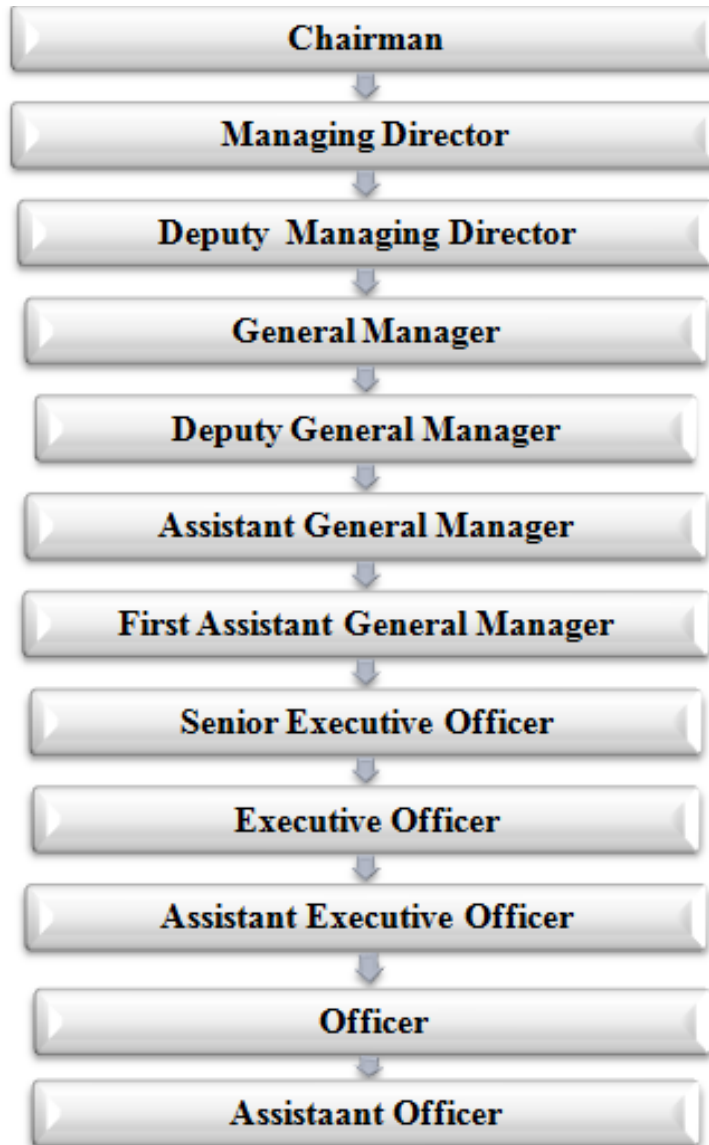 Chairman
Managing Director
Deputy Managing Director
General Manager
Deputy General Manager
Assistant General Manager
First Assistant General Manager
Senior Executive Officer
Executive Officer
Assistant Executive Officer
Officer
Assistaant Officer